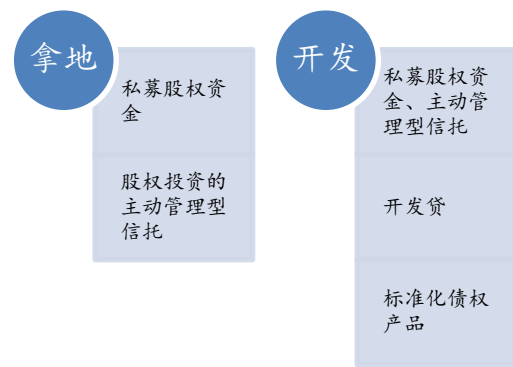 拿地
私募股权资
金
股权投资的
主动管理型
信托
开发
私募股权资
金、主动管
理型信托
开发贷
标准化债权
产品